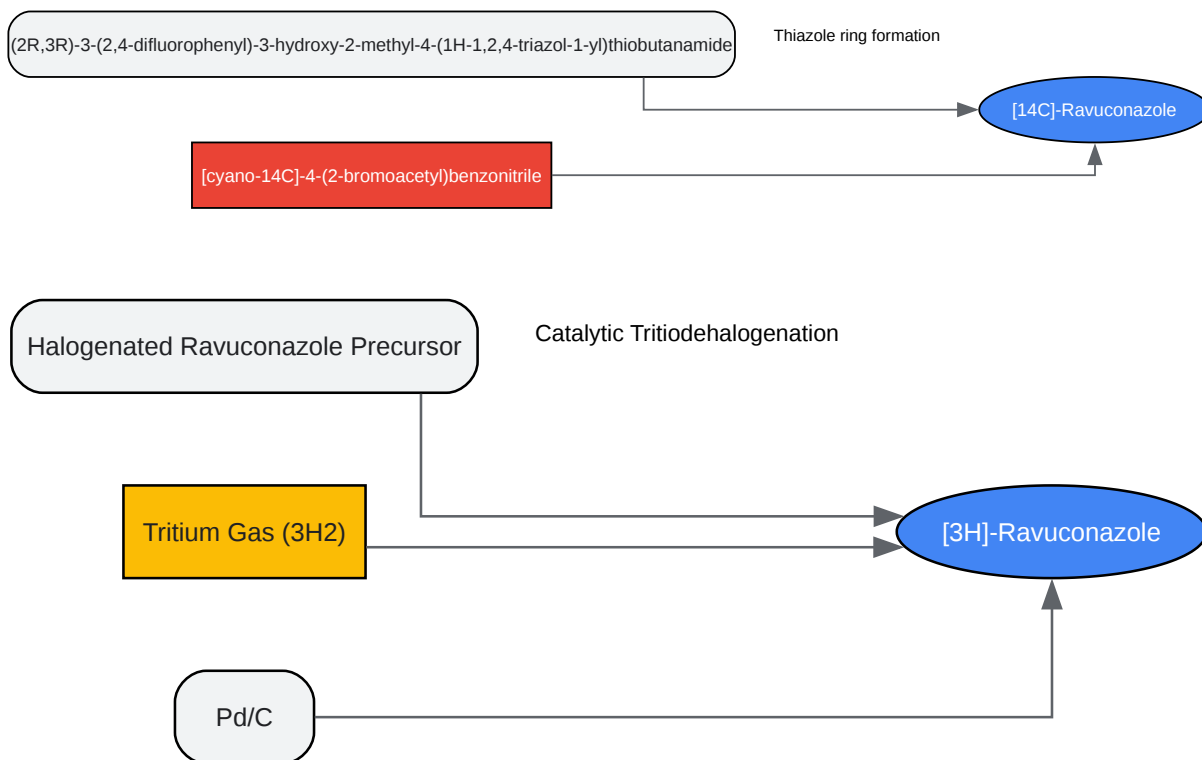 (2R,3R)-3-(2,4-difluorophenyl)-3-hydroxy-2-methyl-4-(1H-1,2,4-triazol-1-yl)thiobutanamide
Thiazole ring formation
[14C]-Ravuconazole
[cyano-14C]-4-(2-bromoacetyl)benzonitrile
Halogenated Ravuconazole Precursor
Catalytic Tritiodehalogenation
Tritium Gas (3H2)
[3H]-Ravuconazole
Pd/C